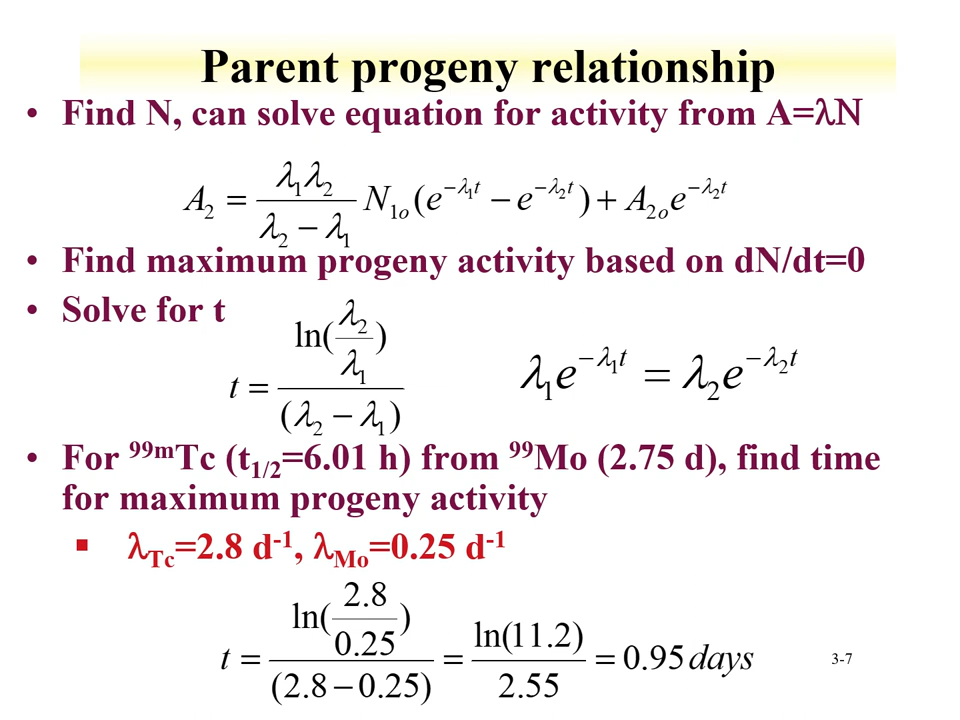 Parent progeny relationship
• Find N, can solve equation for activity from A=λN
A₂ = λ₁λ₂ / (λ₂ − λ₁) N₁ₒ(e^(−λ₁t) − e^(−λ₂t)) + A₂ₒe^(−λ₂t)
• Find maximum progeny activity based on dN/dt=0
• Solve for t
t = ln(λ₂/λ₁) / (λ₂ − λ₁)
λ₁e^(−λ₁t) = λ₂e^(−λ₂t)
• For ⁹⁹ᵐTc (t₁/₂=6.01 h) from ⁹⁹Mo (2.75 d), find time
for maximum progeny activity
▪ λTc=2.8 d⁻¹, λMo=0.25 d⁻¹
t = ln(2.8/0.25) / (2.8 − 0.25) = ln(11.2) / 2.55 = 0.95 days
3-7